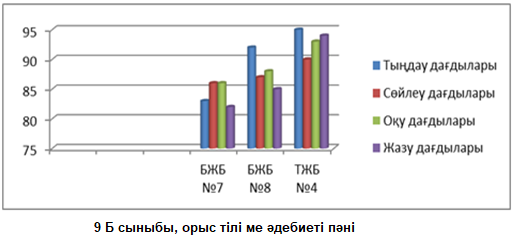 95
90
85
80
75
БЖБ №7
БЖБ №8
ТЖБ №4
Тыңдау дағдылары
Сөйлеу дағдылары
Оқу дағдылары
Жазу дағдылары
9 Б сыныбы, орыс тілі ме әдебиеті пәні